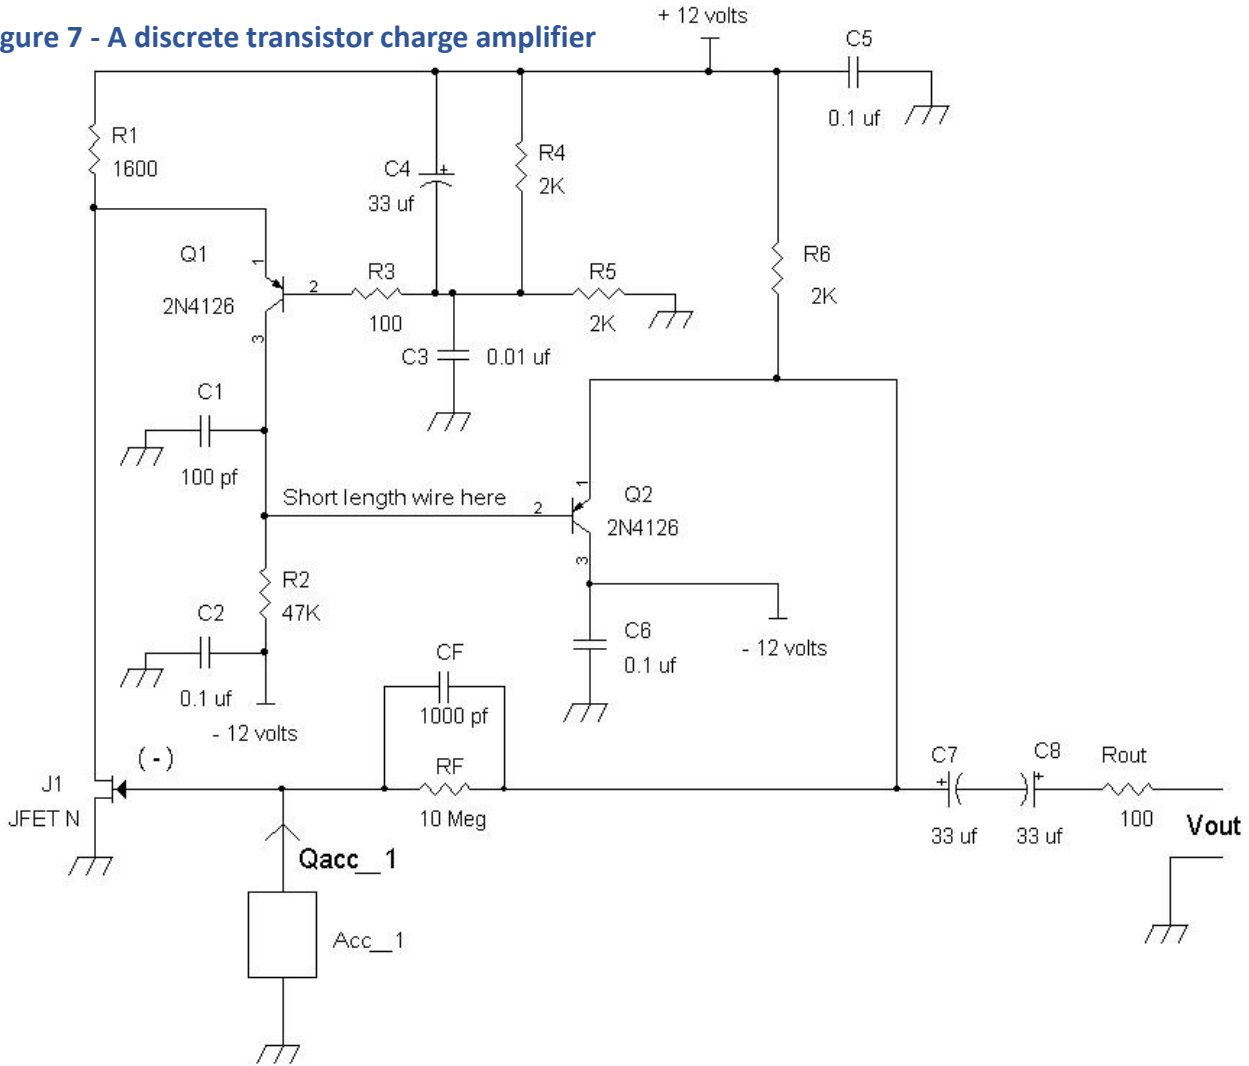 gure 7 - A discrete transistor charge amplifier
+ 12 volts
C5
0.1 uf
R1
1600
C4
+
33 uf
R4
2K
Q1
2N4126
1
2
3
R3
100
R5
2K
R6
2K
C3
0.01 uf
C1
100 pf
Short length wire here
2
1
3
Q2
2N4126
R2
47K
C2
0.1 uf
- 12 volts
C6
0.1 uf
- 12 volts
CF
1000 pf
(-)
J1
JFET N
RF
10 Meg
C7
+
33 uf
C8
+
33 uf
Rout
100
Vout
Qacc__1
Acc__1